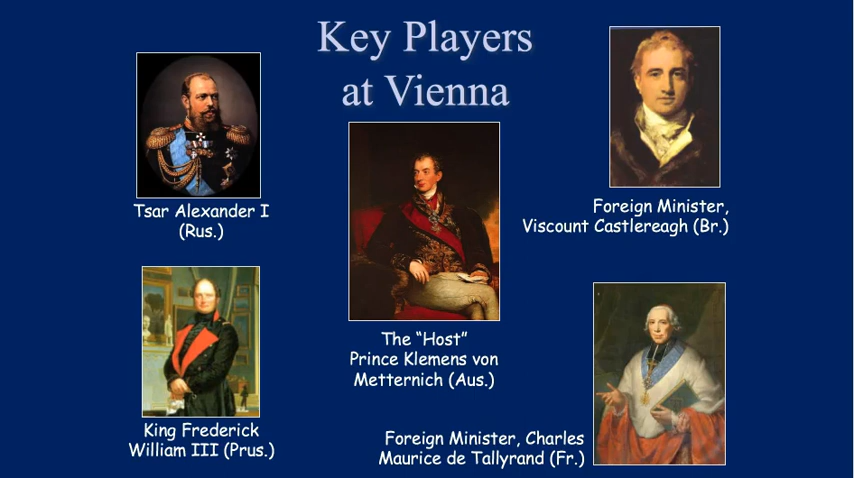 Key Players
at Vienna
Tsar Alexander I
(Rus.)
Foreign Minister,
Viscount Castlereagh (Br.)
The “Host”
Prince Klemens von
Metternich (Aus.)
King Frederick
William III (Prus.)
Foreign Minister, Charles
Maurice de Tallyrand (Fr.)